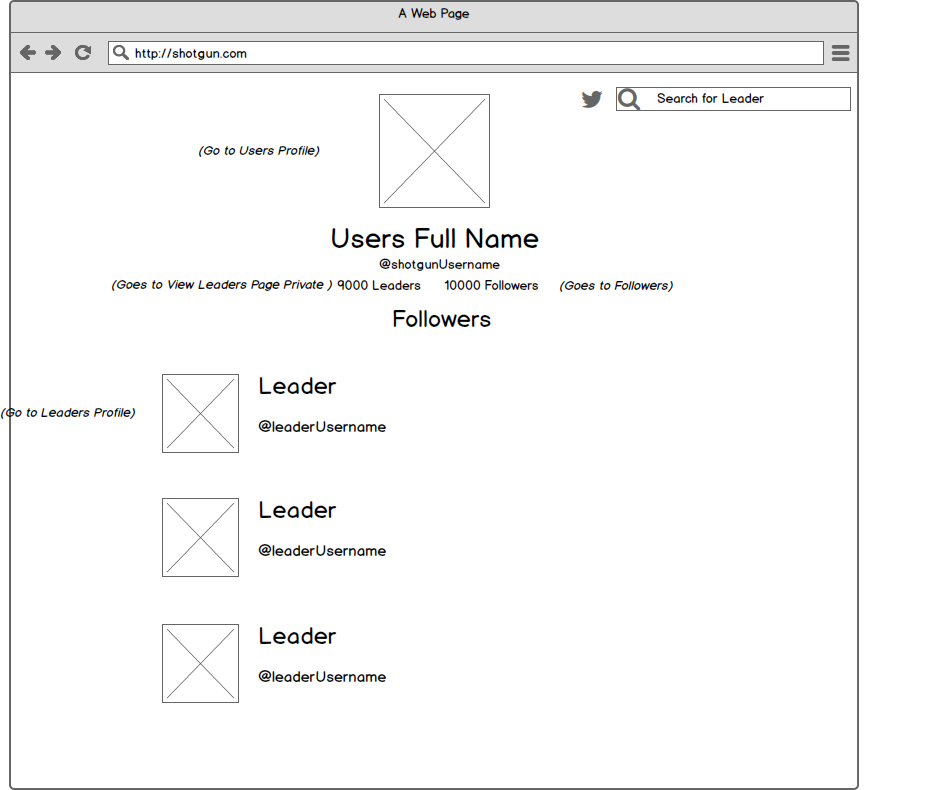 A Web Page
http://shotgun.com
Search for Leader
(Go to Users Profile)
Users Full Name
@shotgunUsername
(Goes to View Leaders Page Private ) 9000 Leaders 10000 Followers (Goes to Followers)
Followers
Leader
(Go to Leaders Profile)
@leaderUsername
Leader
@leaderUsername
Leader
@leaderUsername